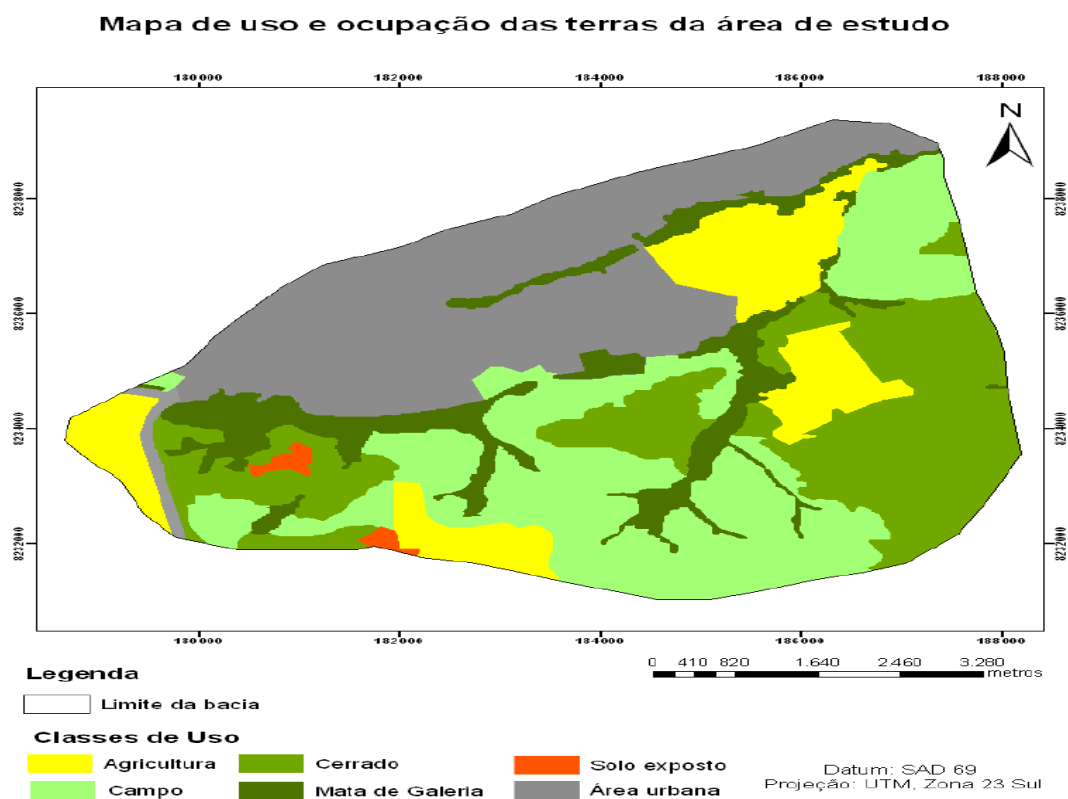 Mapa de uso e ocupação das terras da área de estudo
180000 182000 184000 186000 188000
N
8238000 8238000
8236000 8236000
8234000 8234000
8232000 8232000
180000 182000 184000 186000 188000
Legenda
0 410 820 1.640 2.460 3.280
metros
Limite da bacia
Classes de Uso
Agricultura Cerrado Solo exposto
Campo Mata de Galeria Área urbana
Datum: SAD 69
Projeção: UTM, Zona 23 Sul